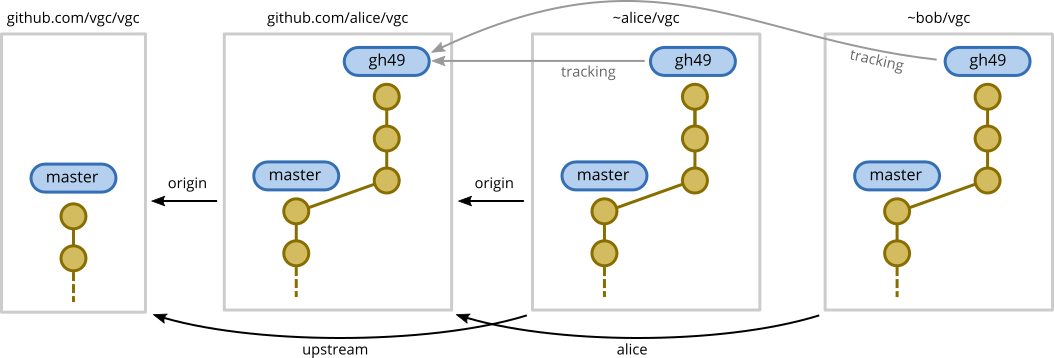 github.com/vgc/vgc
github.com/alice/vgc
~alice/vgc
~bob/vgc
gh49
gh49
gh49
tracking
tracking
master
master
master
master
origin
origin
upstream
alice